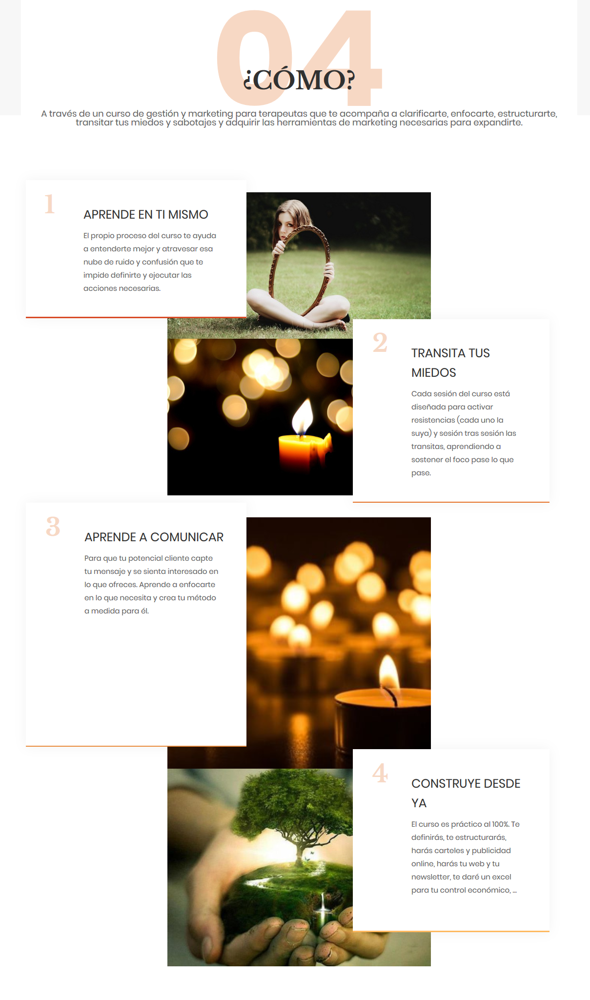 04
¿CÓMO?
A través de un curso de gestión y marketing para terapeutas que te acompaña a clarificarte, enfocarte, estructurarte,
transitar tus miedos y sabotajes y adquirir las herramientas de marketing necesarias para expandirte.
1
APRENDE EN TI MISMO
El propio proceso del curso te ayuda
a entenderte mejor y atravesar esa
nube de ruido y confusión que te
impide definirte y ejecutar las
acciones necesarias.
2
TRANSITA TUS
MIEDOS
Cada sesión del curso está
diseñada para activar
resistencias (cada uno la
suya) y sesión tras sesión las
transitas, aprendiendo a
sostener el foco pase lo que
pase.
3
APRENDE A COMUNICAR
Para que tu potencial cliente capte
tu mensaje y se sienta interesado en
lo que ofreces. Aprende a enfocarte
en lo que necesita y crea tu método
a medida para él.
4
CONSTRUYE DESDE
YA
El curso es práctico al 100%. Te
definirás, te estructurarás,
harás carteles y publicidad
online, harás tu web y tu
newsletter, te daré un excel
para tu control económico, ...